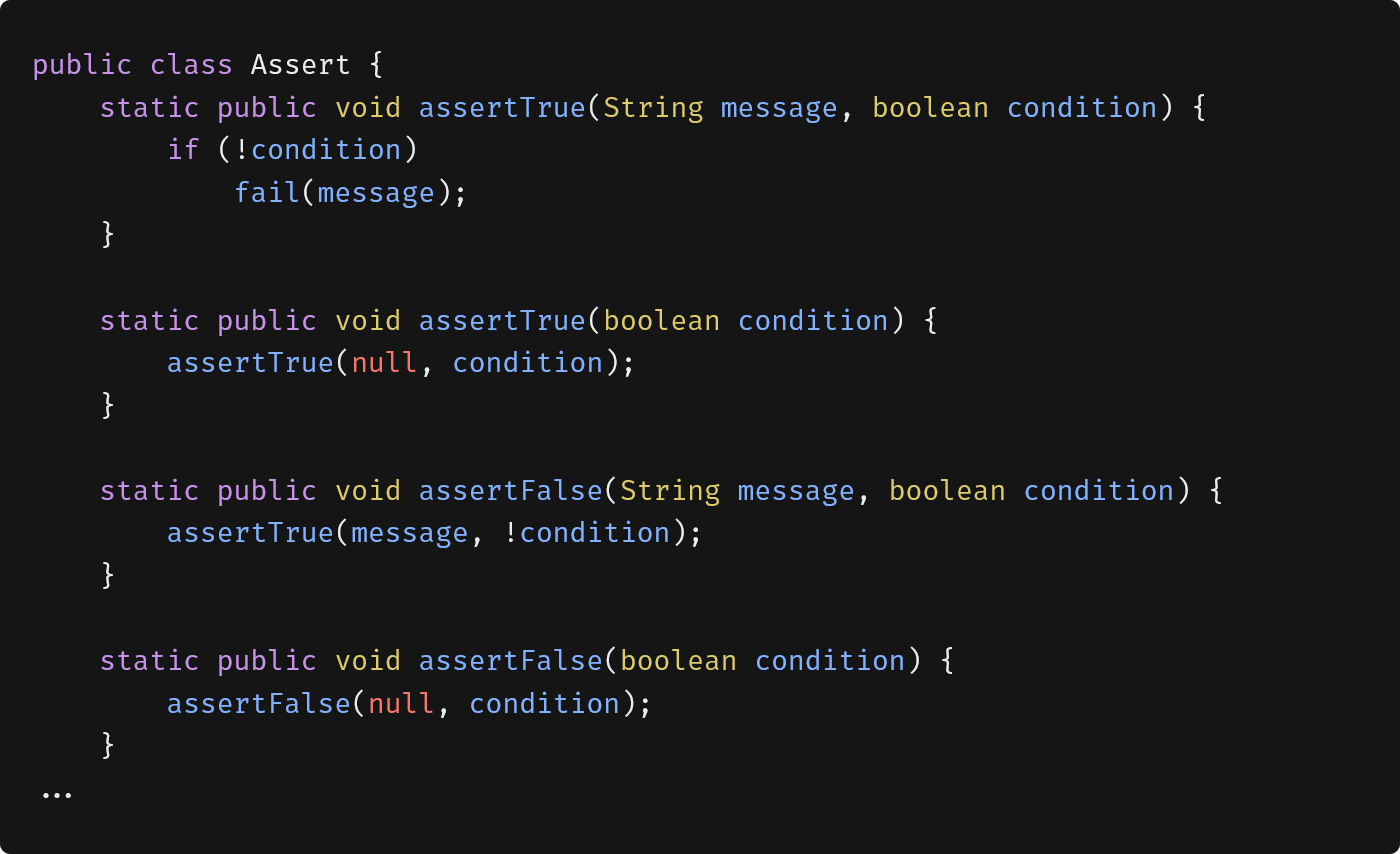 public class Assert {
    static public void assertTrue(String message, boolean condition) {
        if (!condition)
            fail(message);
    }

    static public void assertTrue(boolean condition) {
        assertTrue(null, condition);
    }

    static public void assertFalse(String message, boolean condition) {
        assertTrue(message, !condition);
    }

    static public void assertFalse(boolean condition) {
        assertFalse(null, condition);
    }
...